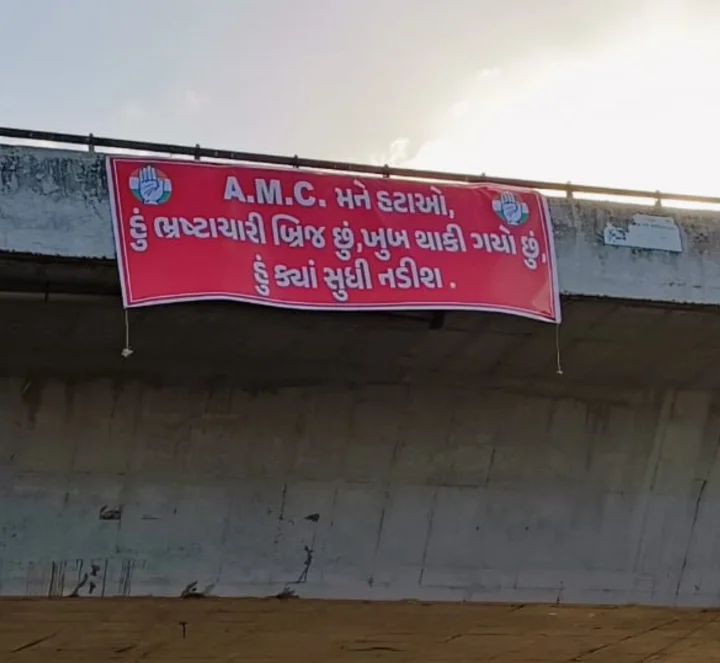 A.M.C. મને હટાઓ,
હું ભ્રષ્ટાચારી બ્રિજ છું,ખુબ થાકી ગયો છું,
હું ક્યાં સુધી નડીશ .